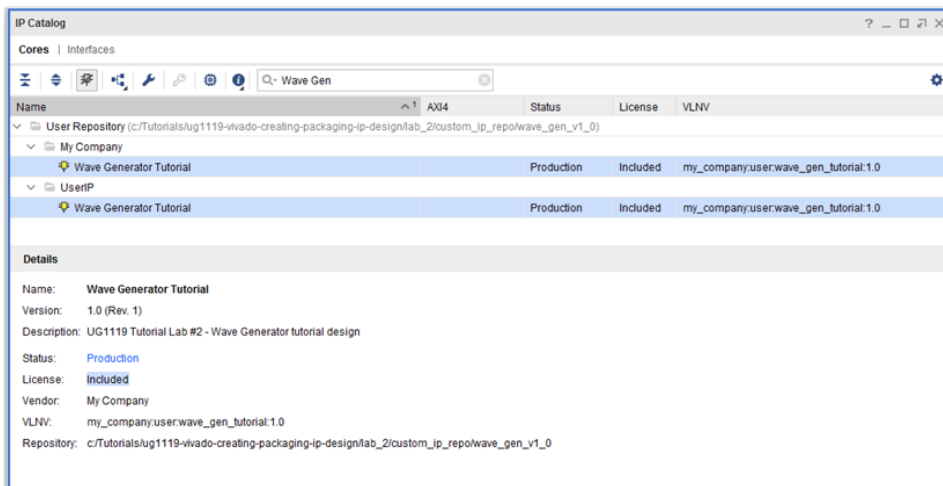 IP Catalog
Cores | Interfaces
Wave Gen
Name 1 AXI4 Status License VLNV
User Repository (c:/Tutorials/ug1119-vivado-creating-packaging-ip-design/lab_2/custom_ip_repo/wave_gen_v1_0)
My Company
Wave Generator Tutorial Production Included my_company:user:wave_gen_tutorial:1.0
UserIP
Wave Generator Tutorial Production Included my_company:user:wave_gen_tutorial:1.0
Details
Name: Wave Generator Tutorial
Version: 1.0 (Rev. 1)
Description: UG1119 Tutorial Lab #2 - Wave Generator tutorial design
Status: Production
License: Included
Vendor: My Company
VLNV: my_company:user:wave_gen_tutorial:1.0
Repository: c:/Tutorials/ug1119-vivado-creating-packaging-ip-design/lab_2/custom_ip_repo/wave_gen_v1_0